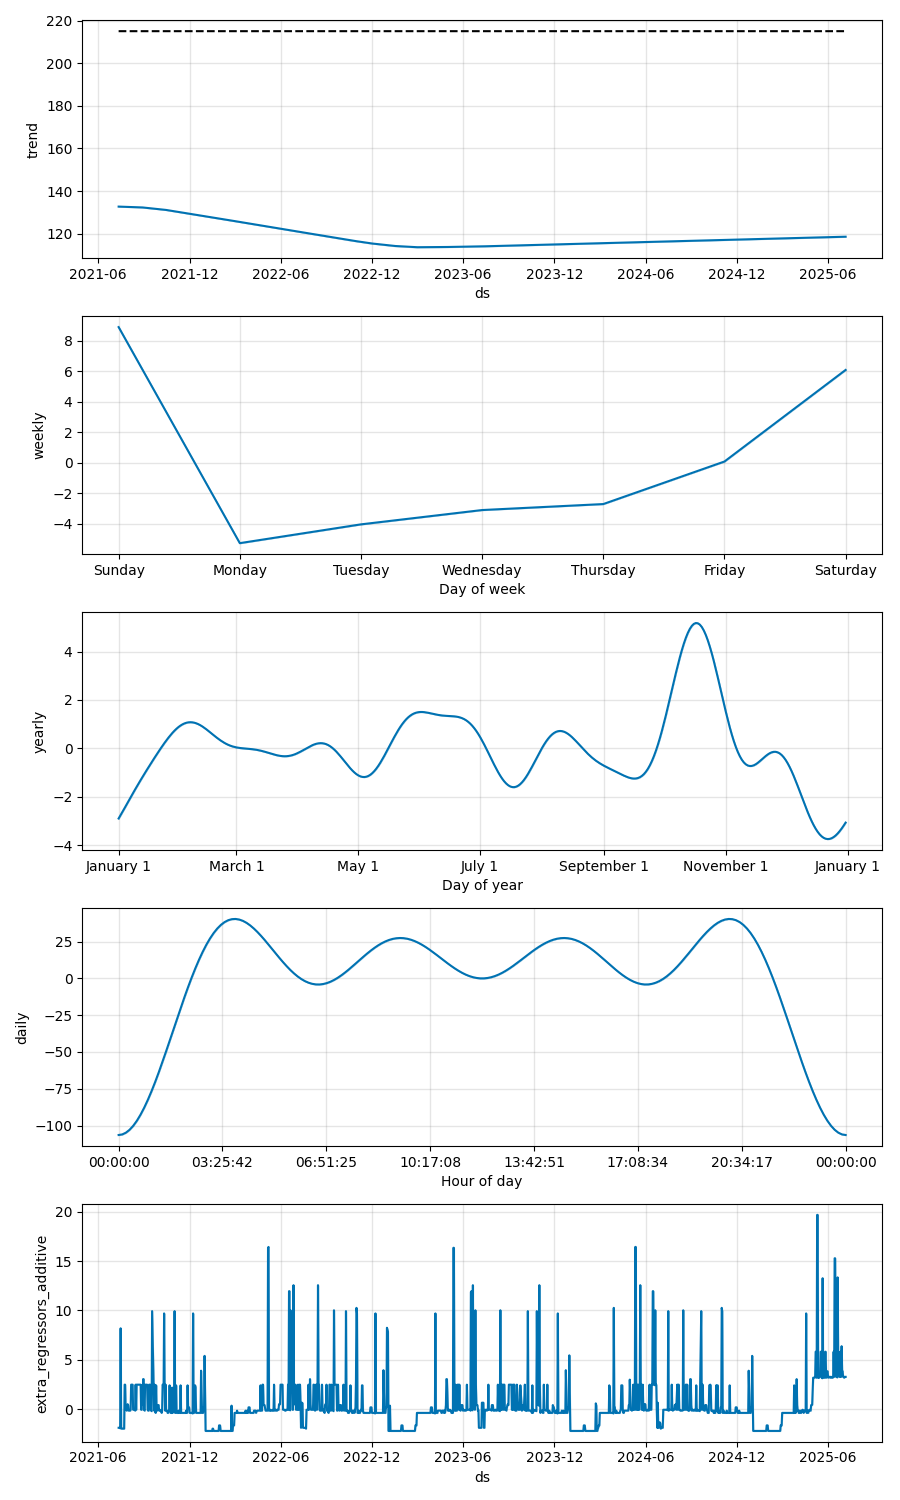 220
200
180
160
140
120
trend
2021-06 2021-12 2022-06 2022-12 2023-06 2023-12 2024-06 2024-12 2025-06
ds
8
6
4
2
0
−2
−4
weekly
Sunday Monday Tuesday Wednesday Thursday Friday Saturday
Day of week
4
2
0
−2
−4
yearly
January 1 March 1 May 1 July 1 September 1 November 1 January 1
Day of year
25
0
−25
−50
−75
−100
daily
00:00:00 03:25:42 06:51:25 10:17:08 13:42:51 17:08:34 20:34:17 00:00:00
Hour of day
20
15
10
5
0
extra_regressors_additive
2021-06 2021-12 2022-06 2022-12 2023-06 2023-12 2024-06 2024-12 2025-06
ds